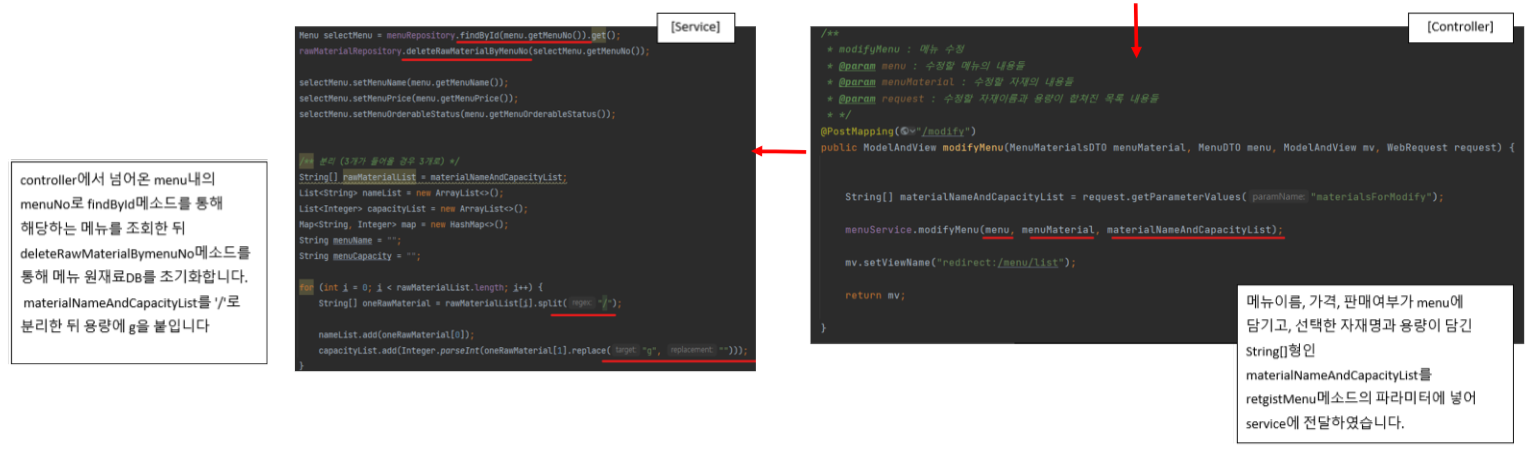 [Service]
Menu selectMenu = menuRepository.findById(menu.getMenuNo()).get();
rawMaterialRepository.deleteRawMaterialByMenuNo(selectMenu.getMenuNo());
selectMenu.setMenuName(menu.getMenuName());
selectMenu.setMenuPrice(menu.getMenuPrice());
selectMenu.setMenuOrderableStatus(menu.getMenuOrderableStatus());
/** 분리 (3개가 들어올 경우 3개로) */
String[] rawMaterialList = materialNameAndCapacityList;
List<String> nameList = new ArrayList<>();
List<Integer> capacityList = new ArrayList<>();
Map<String, Integer> map = new HashMap<>();
String menuName = "";
String menuCapacity = "";
for (int i = 0; i < rawMaterialList.length; i++) {
String[] oneRawMaterial = rawMaterialList[i].split( regex: "/");
nameList.add(oneRawMaterial[0]);
capacityList.add(Integer.parseInt(oneRawMaterial[1].replace( target: "g", replacement: "")));
}
controller에서 넘어온 menu내의
menuNo로 findById메소드를 통해
해당하는 메뉴를 조회한 뒤
deleteRawMaterialBymenuNo메소드를
통해 메뉴 원재료DB를 초기화합니다.
materialNameAndCapacityList를 '/'로
분리한 뒤 용량에 g을 붙입니다
[Controller]
/**
* modifyMenu : 메뉴 수정
* @param menu : 수정할 메뉴의 내용들
* @param menuMaterial : 수정할 자재의 내용들
* @param request : 수정할 자재이름과 용량이 합쳐진 목록 내용들
* */
@PostMapping("/modify")
public ModelAndView modifyMenu(MenuMaterialsDTO menuMaterial, MenuDTO menu, ModelAndView mv, WebRequest request) {
String[] materialNameAndCapacityList = request.getParameterValues( paramName: "materialsForModify");
menuService.modifyMenu(menu, menuMaterial, materialNameAndCapacityList);
mv.setViewName("redirect:/menu/list");
return mv;
}
메뉴이름, 가격, 판매여부가 menu에
담기고, 선택한 자재명과 용량이 담긴
String[]형인
materialNameAndCapacityList를
retgistMenu메소드의 파라미터에 넣어
service에 전달하였습니다.